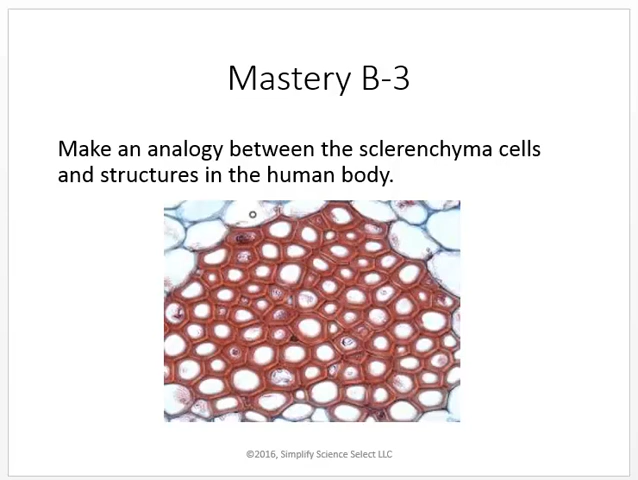 Mastery B-3
Make an analogy between the sclerenchyma cells
and structures in the human body.
©2016, Simplify Science Select LLC